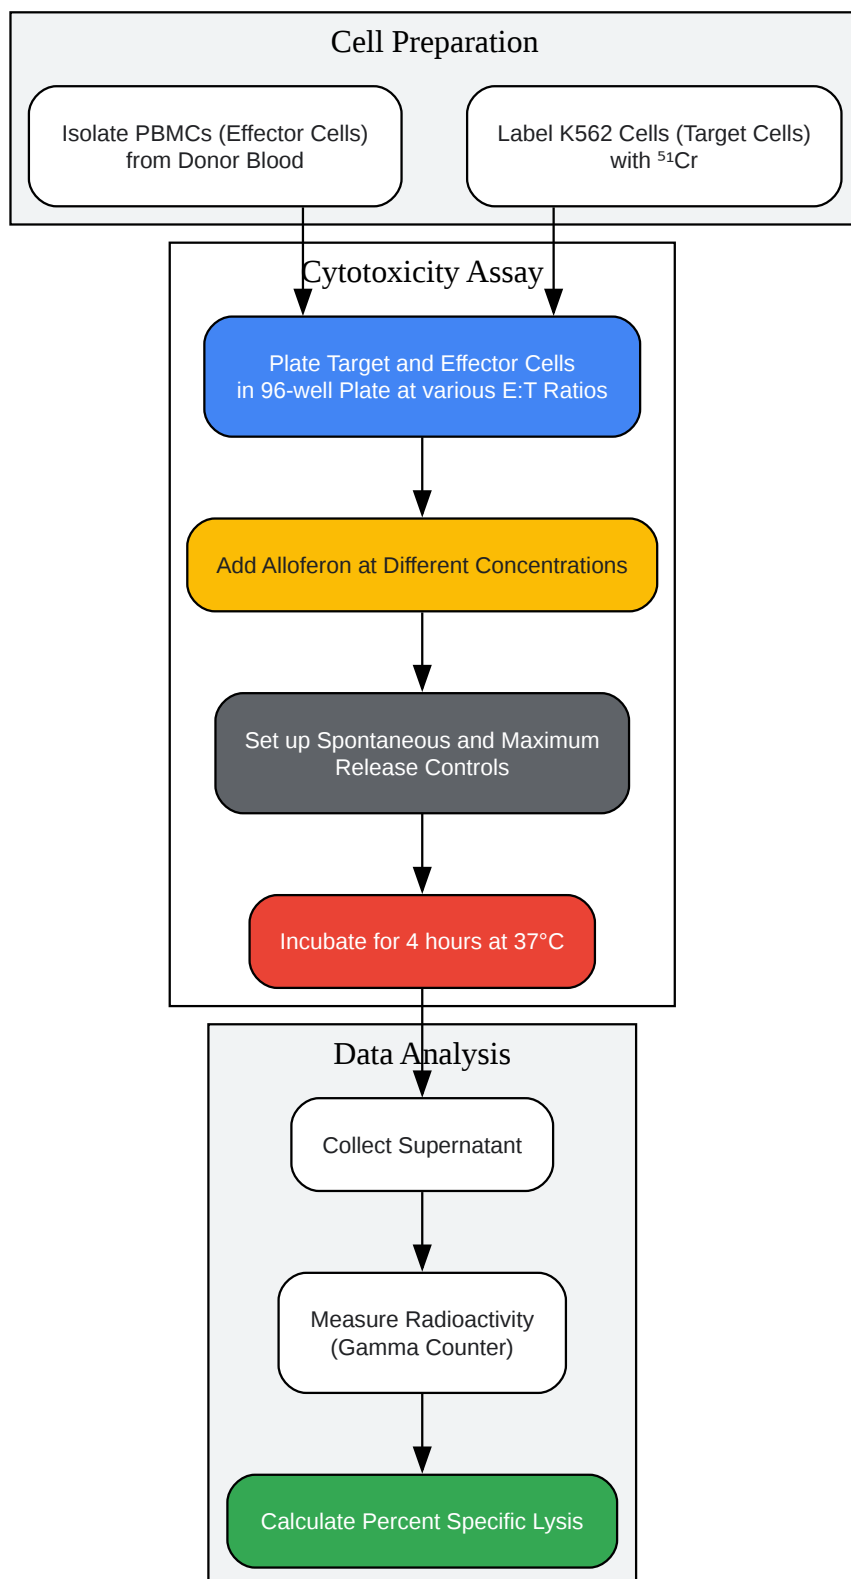 Cell Preparation
Isolate PBMCs (Effector Cells)
from Donor Blood
Label K562 Cells (Target Cells)
with ⁵¹Cr
Cytotoxicity Assay
Plate Target and Effector Cells
in 96-well Plate at various E:T Ratios
Add Alloferon at Different Concentrations
Set up Spontaneous and Maximum
Release Controls
Incubate for 4 hours at 37°C
Data Analysis
Collect Supernatant
Measure Radioactivity
(Gamma Counter)
Calculate Percent Specific Lysis